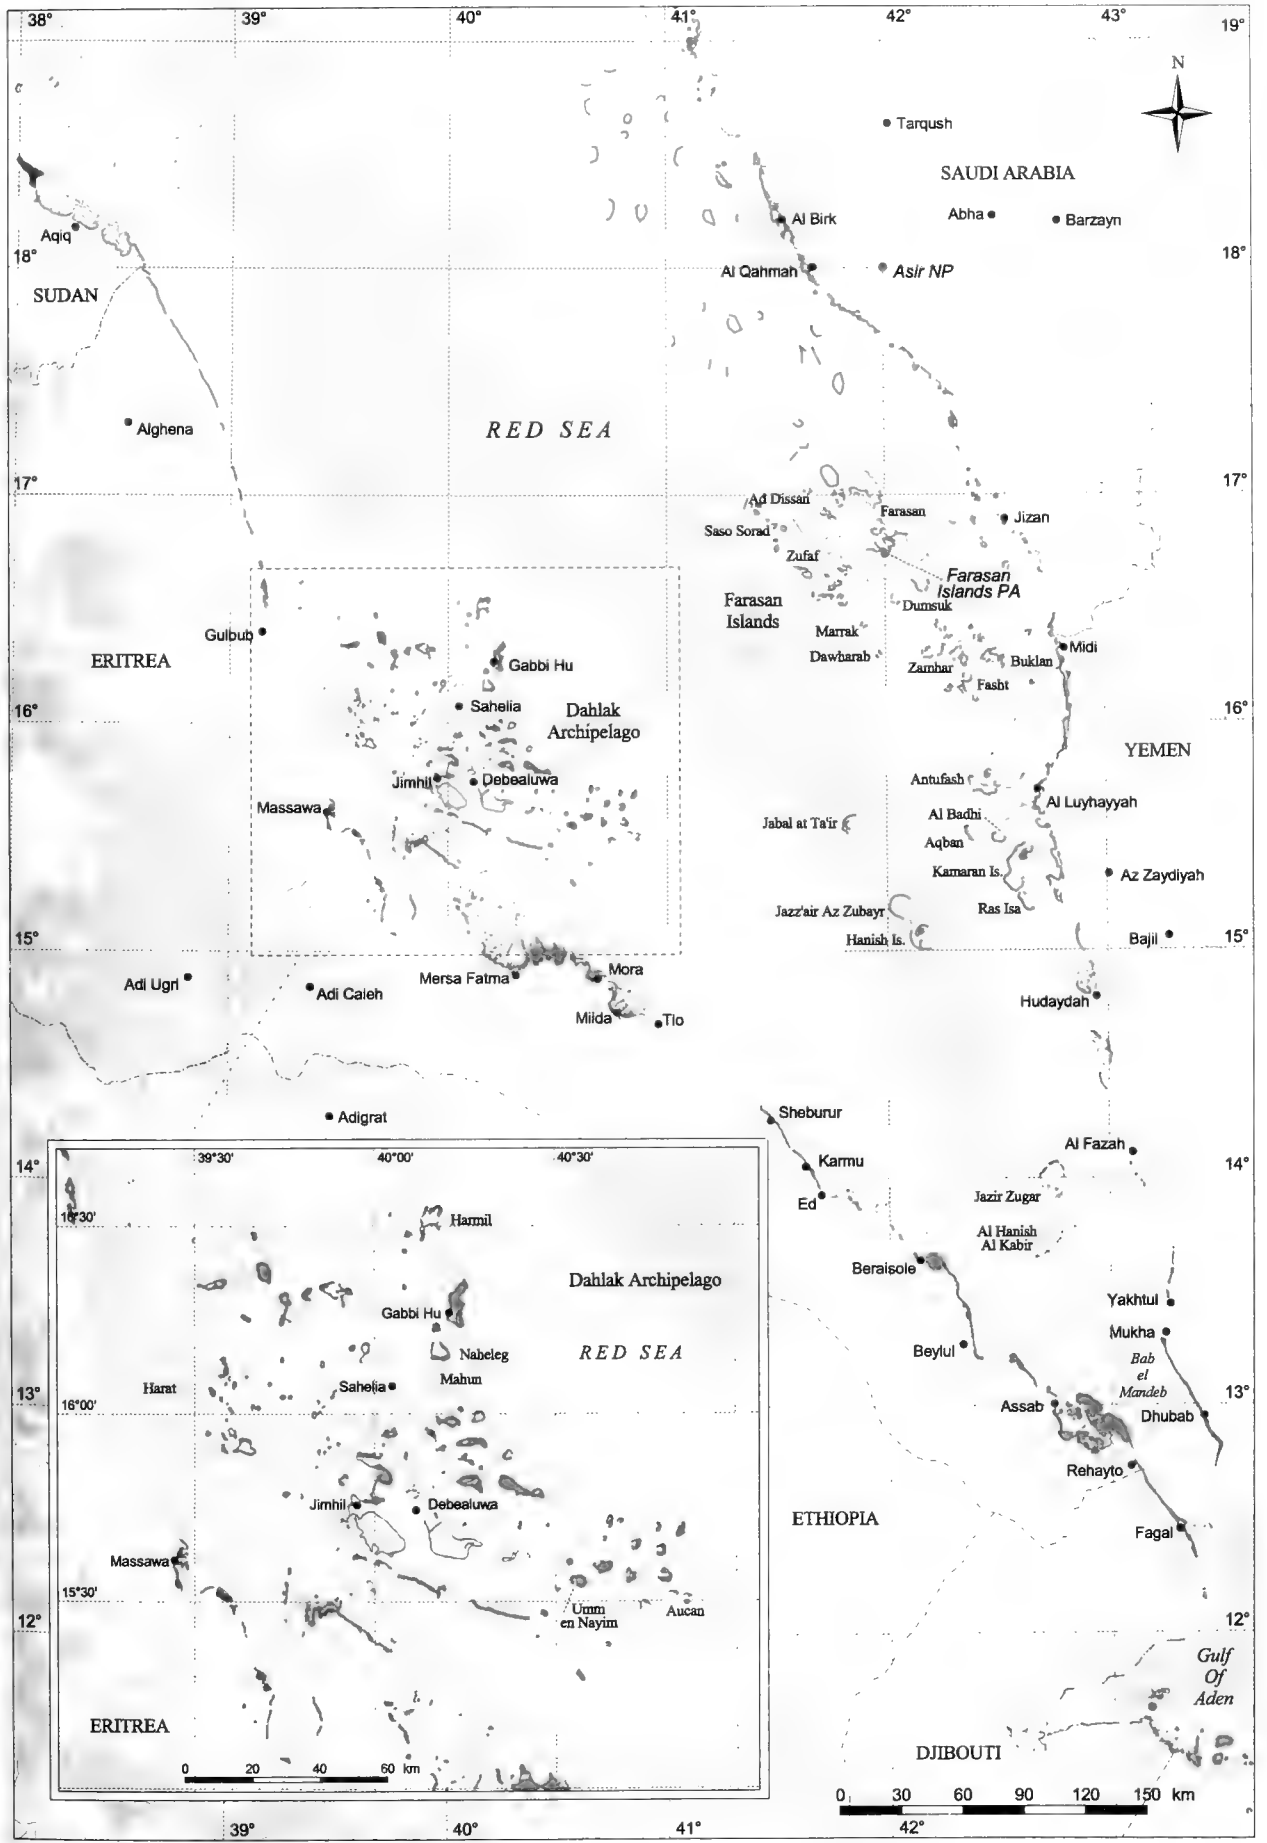 38°
39°
40°
41°
42°
43°
19°
N
Tarqush
SAUDI ARABIA
Abha
Barzayn
Al Birk
Aqiq
18°
Al Qahmah
Asir NP
SUDAN
Alghena
RED SEA
17°
17°
Ad Dissan
Farasan
Jizan
Saso Sorad
Zufaf
Farasan
Islands PA
Farasan
Islands
Dumsuk
Gulbub
Marrak
Midi
ERITREA
Gabbi Hu
Dawharab
Zamhar
Buklan
Fasht
Sahelia
Dahlak
Archipelago
16°
16°
YEMEN
Jimhil
Debealuwa
Antufash
Massawa
Al Luyhayyah
Jabal at Ta'ir
Al Badhi
Aqban
Kamaran Is.
Az Zaydiyah
Jazz'air Az Zubayr
Ras Isa
15°
Hanish Is.
Bajil
15°
Adi Ugri
Adi Caieh
Mersa Fatma
Mora
Hudaydah
Milda
Tio
Adigrat
Sheburur
Al Fazah
14°
Karmu
14°
Ed
Jazir Zugar
Al Hanish
Al Kabir
Beraisole
Yakhtul
Mukha
Beylul
Bab
el
Mandeb
13°
13°
Assab
Dhubab
Rehayto
ETHIOPIA
Fagal
12°
12°
Gulf
Of
Aden
DJIBOUTI
39°30'
40°00'
40°30'
16°30'
Harmil
Dahlak Archipelago
Gabbi Hu
RED SEA
Nabeleg
Mahun
Harat
Sahelia
16°00'
Jimhil
Debealuwa
Massawa
15°30'
Umm
en Nayim
Aucan
ERITREA
0 20 40 60 km
0 30 60 90 120 150 km
39°
40°
41°
42°